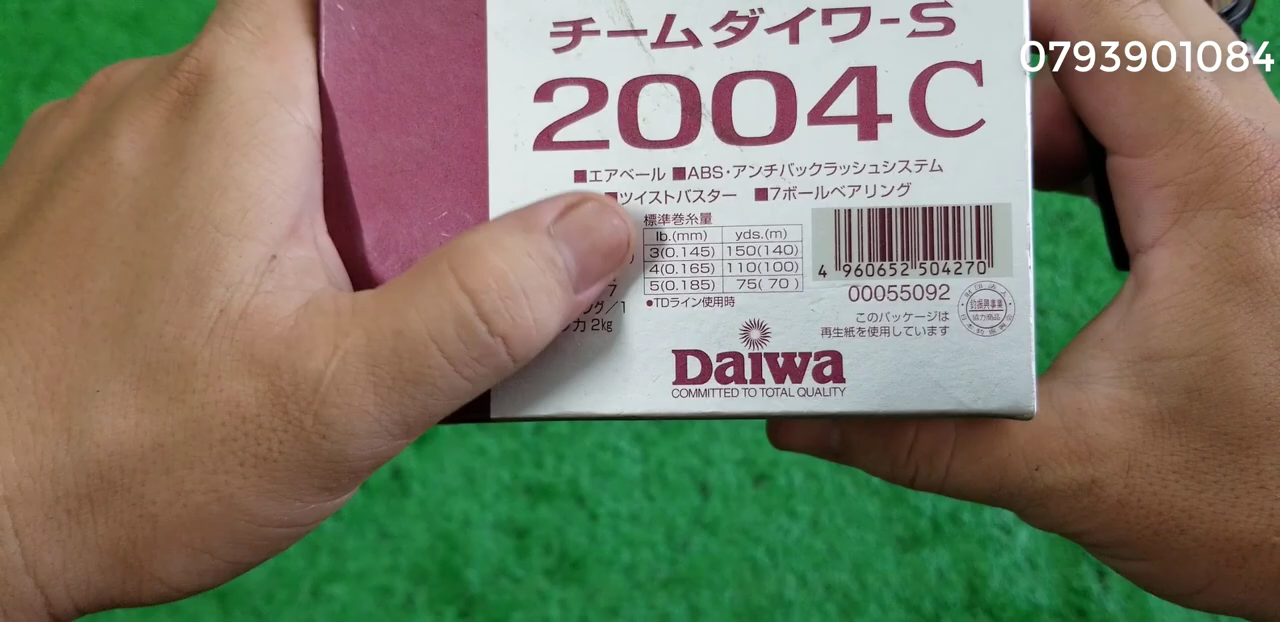 チームダイワ-S
0793901084
2004C
■エアベール ■ABS・アンチバックラッシュシステム
■ツイストバスター ■7ボールベアリング
標準巻糸量
lb.(mm) yds.(m)
3(0.145) 150(140)
4(0.165) 110(100)
5(0.185) 75( 70 )
●TDライン使用時
4 960652 504270
00055092
このパッケージは
再生紙を使用しています
ング/1
力 2kg
Daiwa
COMMITTED TO TOTAL QUALITY